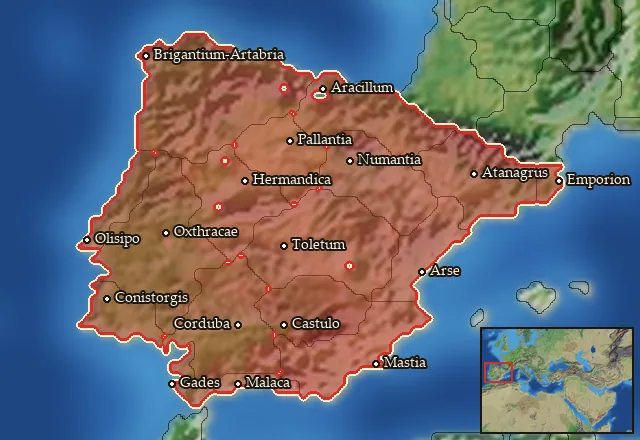 Brigantium-Artabria
Aracillum
Pallantia
Numantia
Atanagrus
Emporion
Hermandica
Olisipo
Oxthracae
Toletum
Arse
Conistorgis
Corduba
Castulo
Mastia
Gades
Malaca